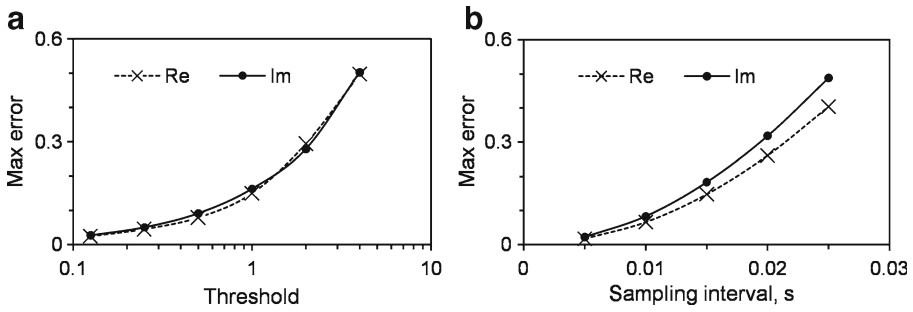 a
0.6
0.3
0
Max error
Re
Im
0.1
1
10
Threshold
b
0.6
0.3
0
Max error
Re
Im
0
0.01
0.02
0.03
Sampling interval, s